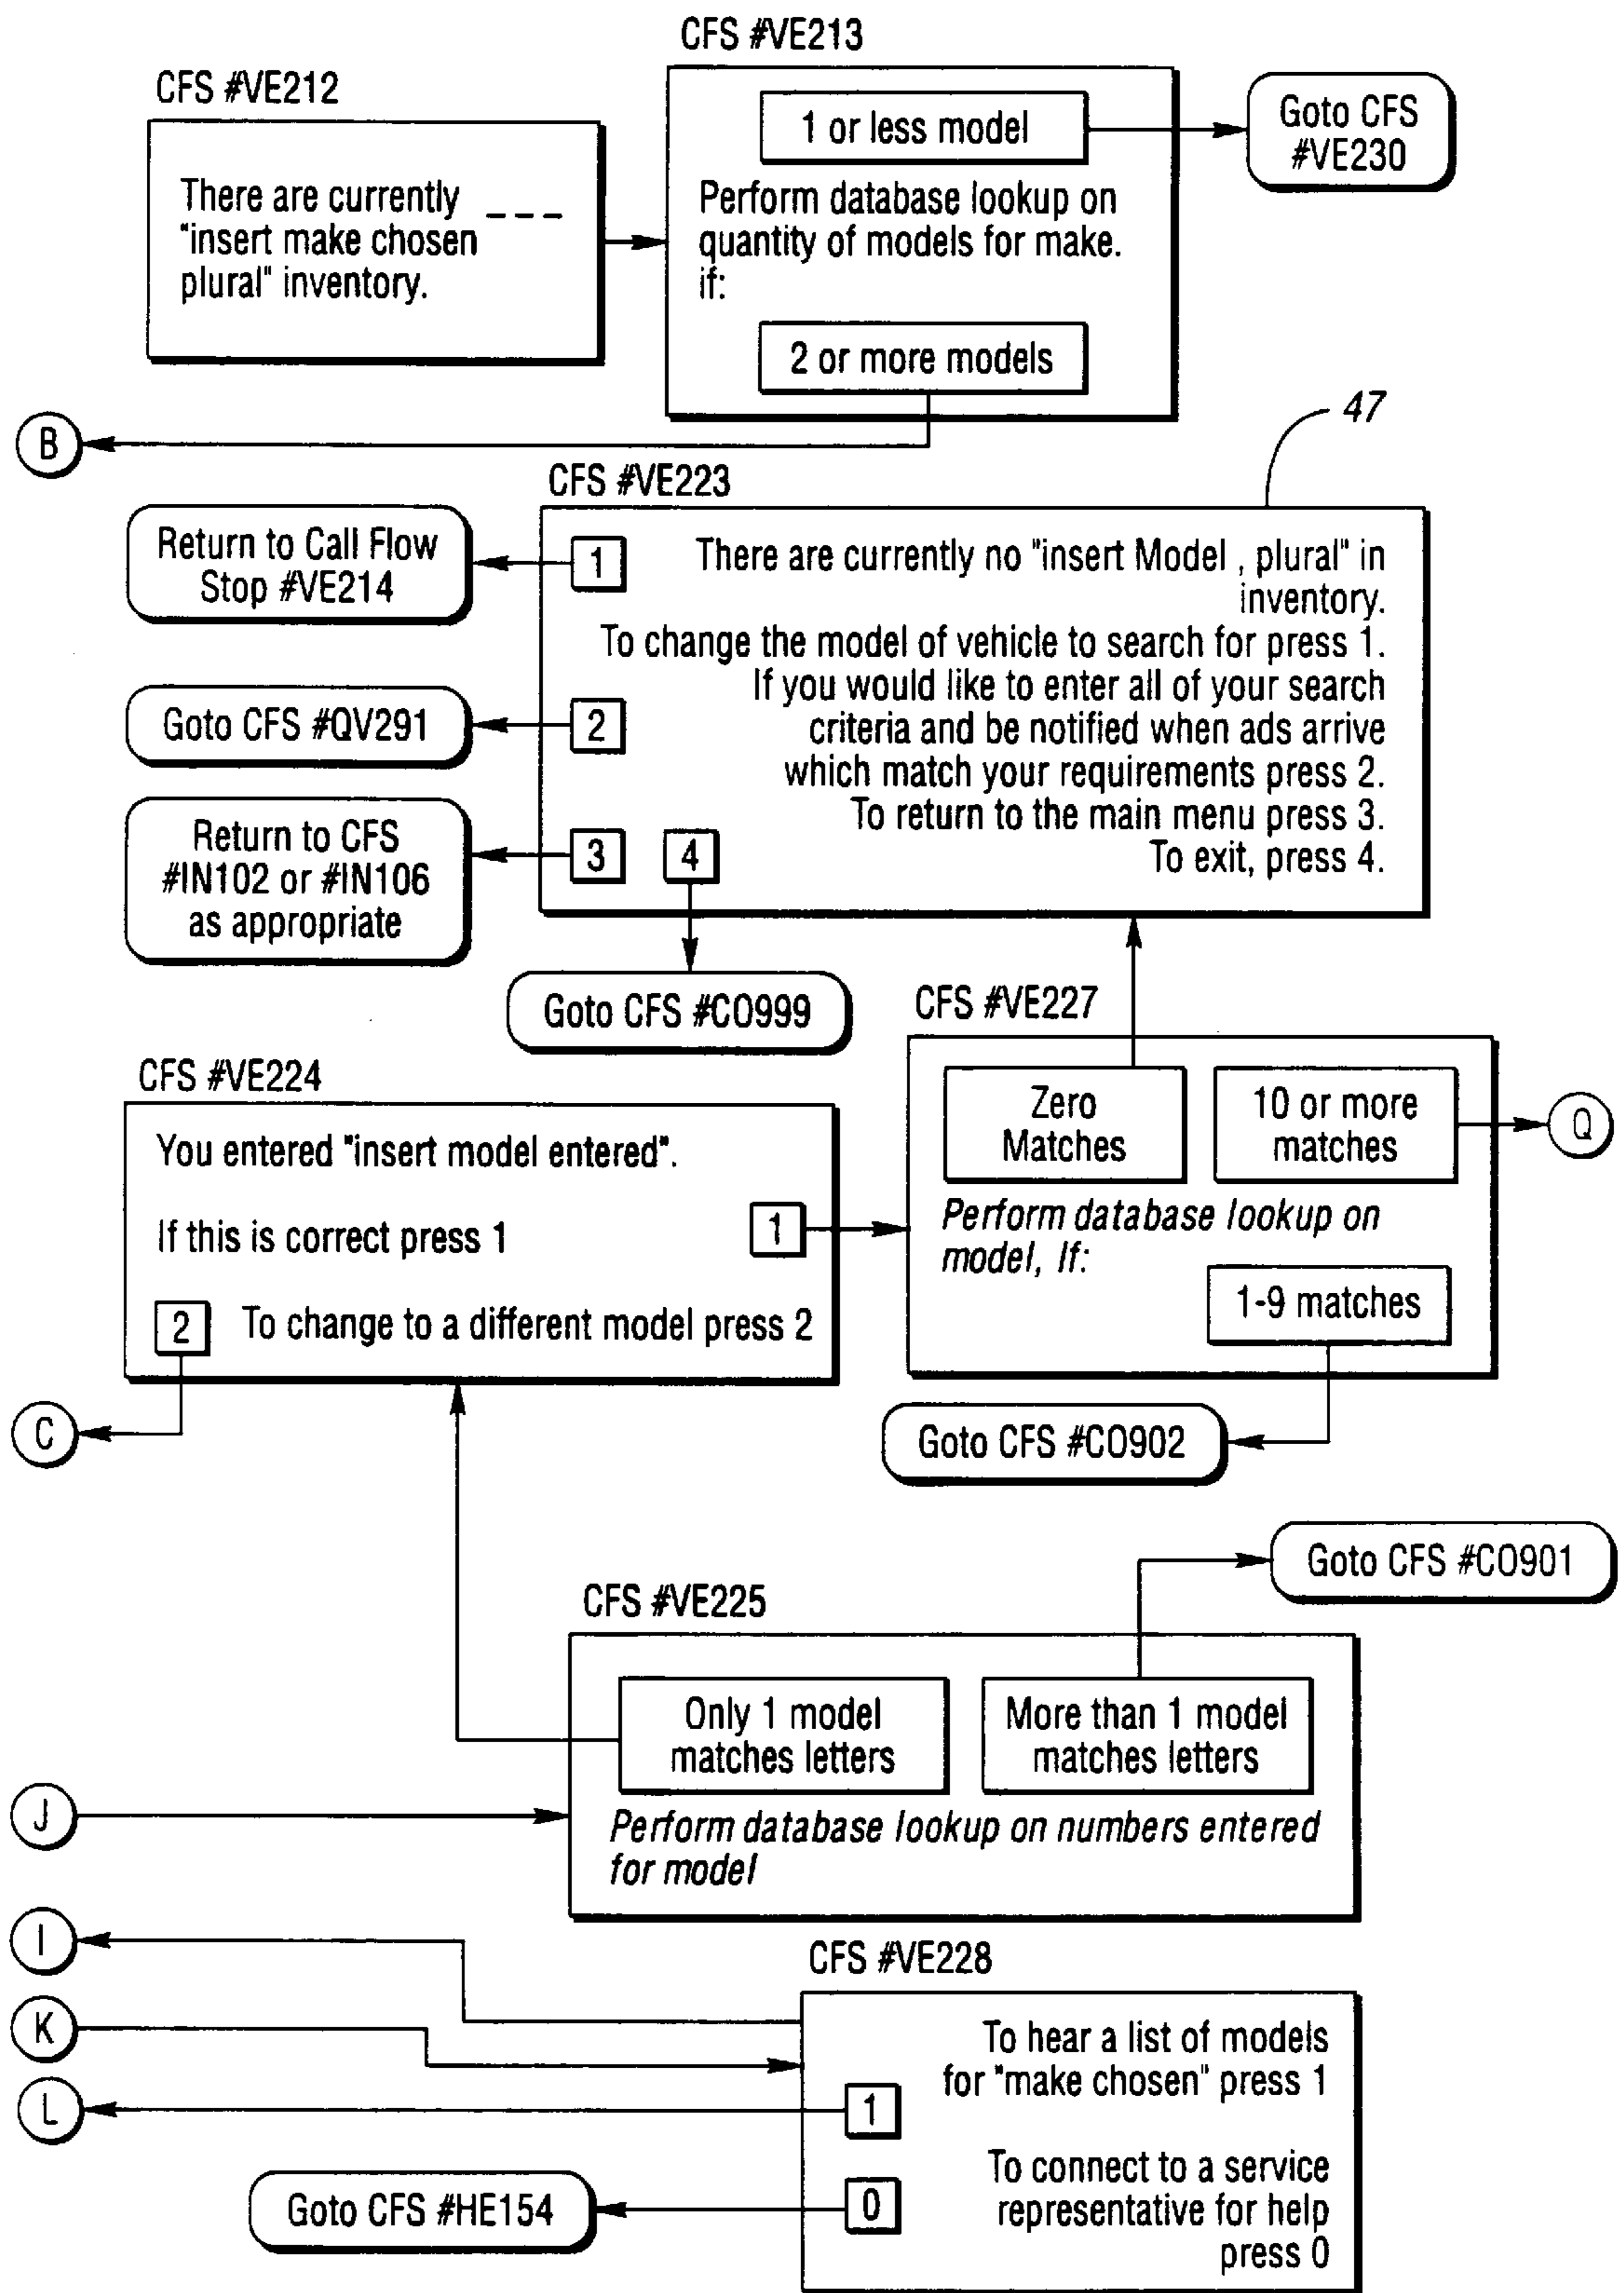 CFS #VE213
CFS #VE212
1 or less model
Goto CFS
#VE230
There are currently _ _ _
"insert make chosen
plural" inventory.
Perform database lookup on
quantity of models for make.
if:
2 or more models
B
47
CFS #VE223
Return to Call Flow
Stop #VE214
1
There are currently no "insert Model , plural" in
inventory.
To change the model of vehicle to search for press 1.
If you would like to enter all of your search
criteria and be notified when ads arrive
which match your requirements press 2.
To return to the main menu press 3.
To exit, press 4.
Goto CFS #QV291
2
Return to CFS
#IN102 or #IN106
as appropriate
3
4
Goto CFS #CO999
CFS #VE227
Zero
Matches
10 or more
matches
Q
Perform database lookup on
model, If:
1-9 matches
Goto CFS #CO902
CFS #VE224
You entered "insert model entered".
If this is correct press 1
1
2
To change to a different model press 2
C
Goto CFS #CO901
CFS #VE225
Only 1 model
matches letters
More than 1 model
matches letters
J
Perform database lookup on numbers entered
for model
I
CFS #VE228
K
To hear a list of models
for "make chosen" press 1
L
1
To connect to a service
representative for help
press 0
Goto CFS #HE154
0